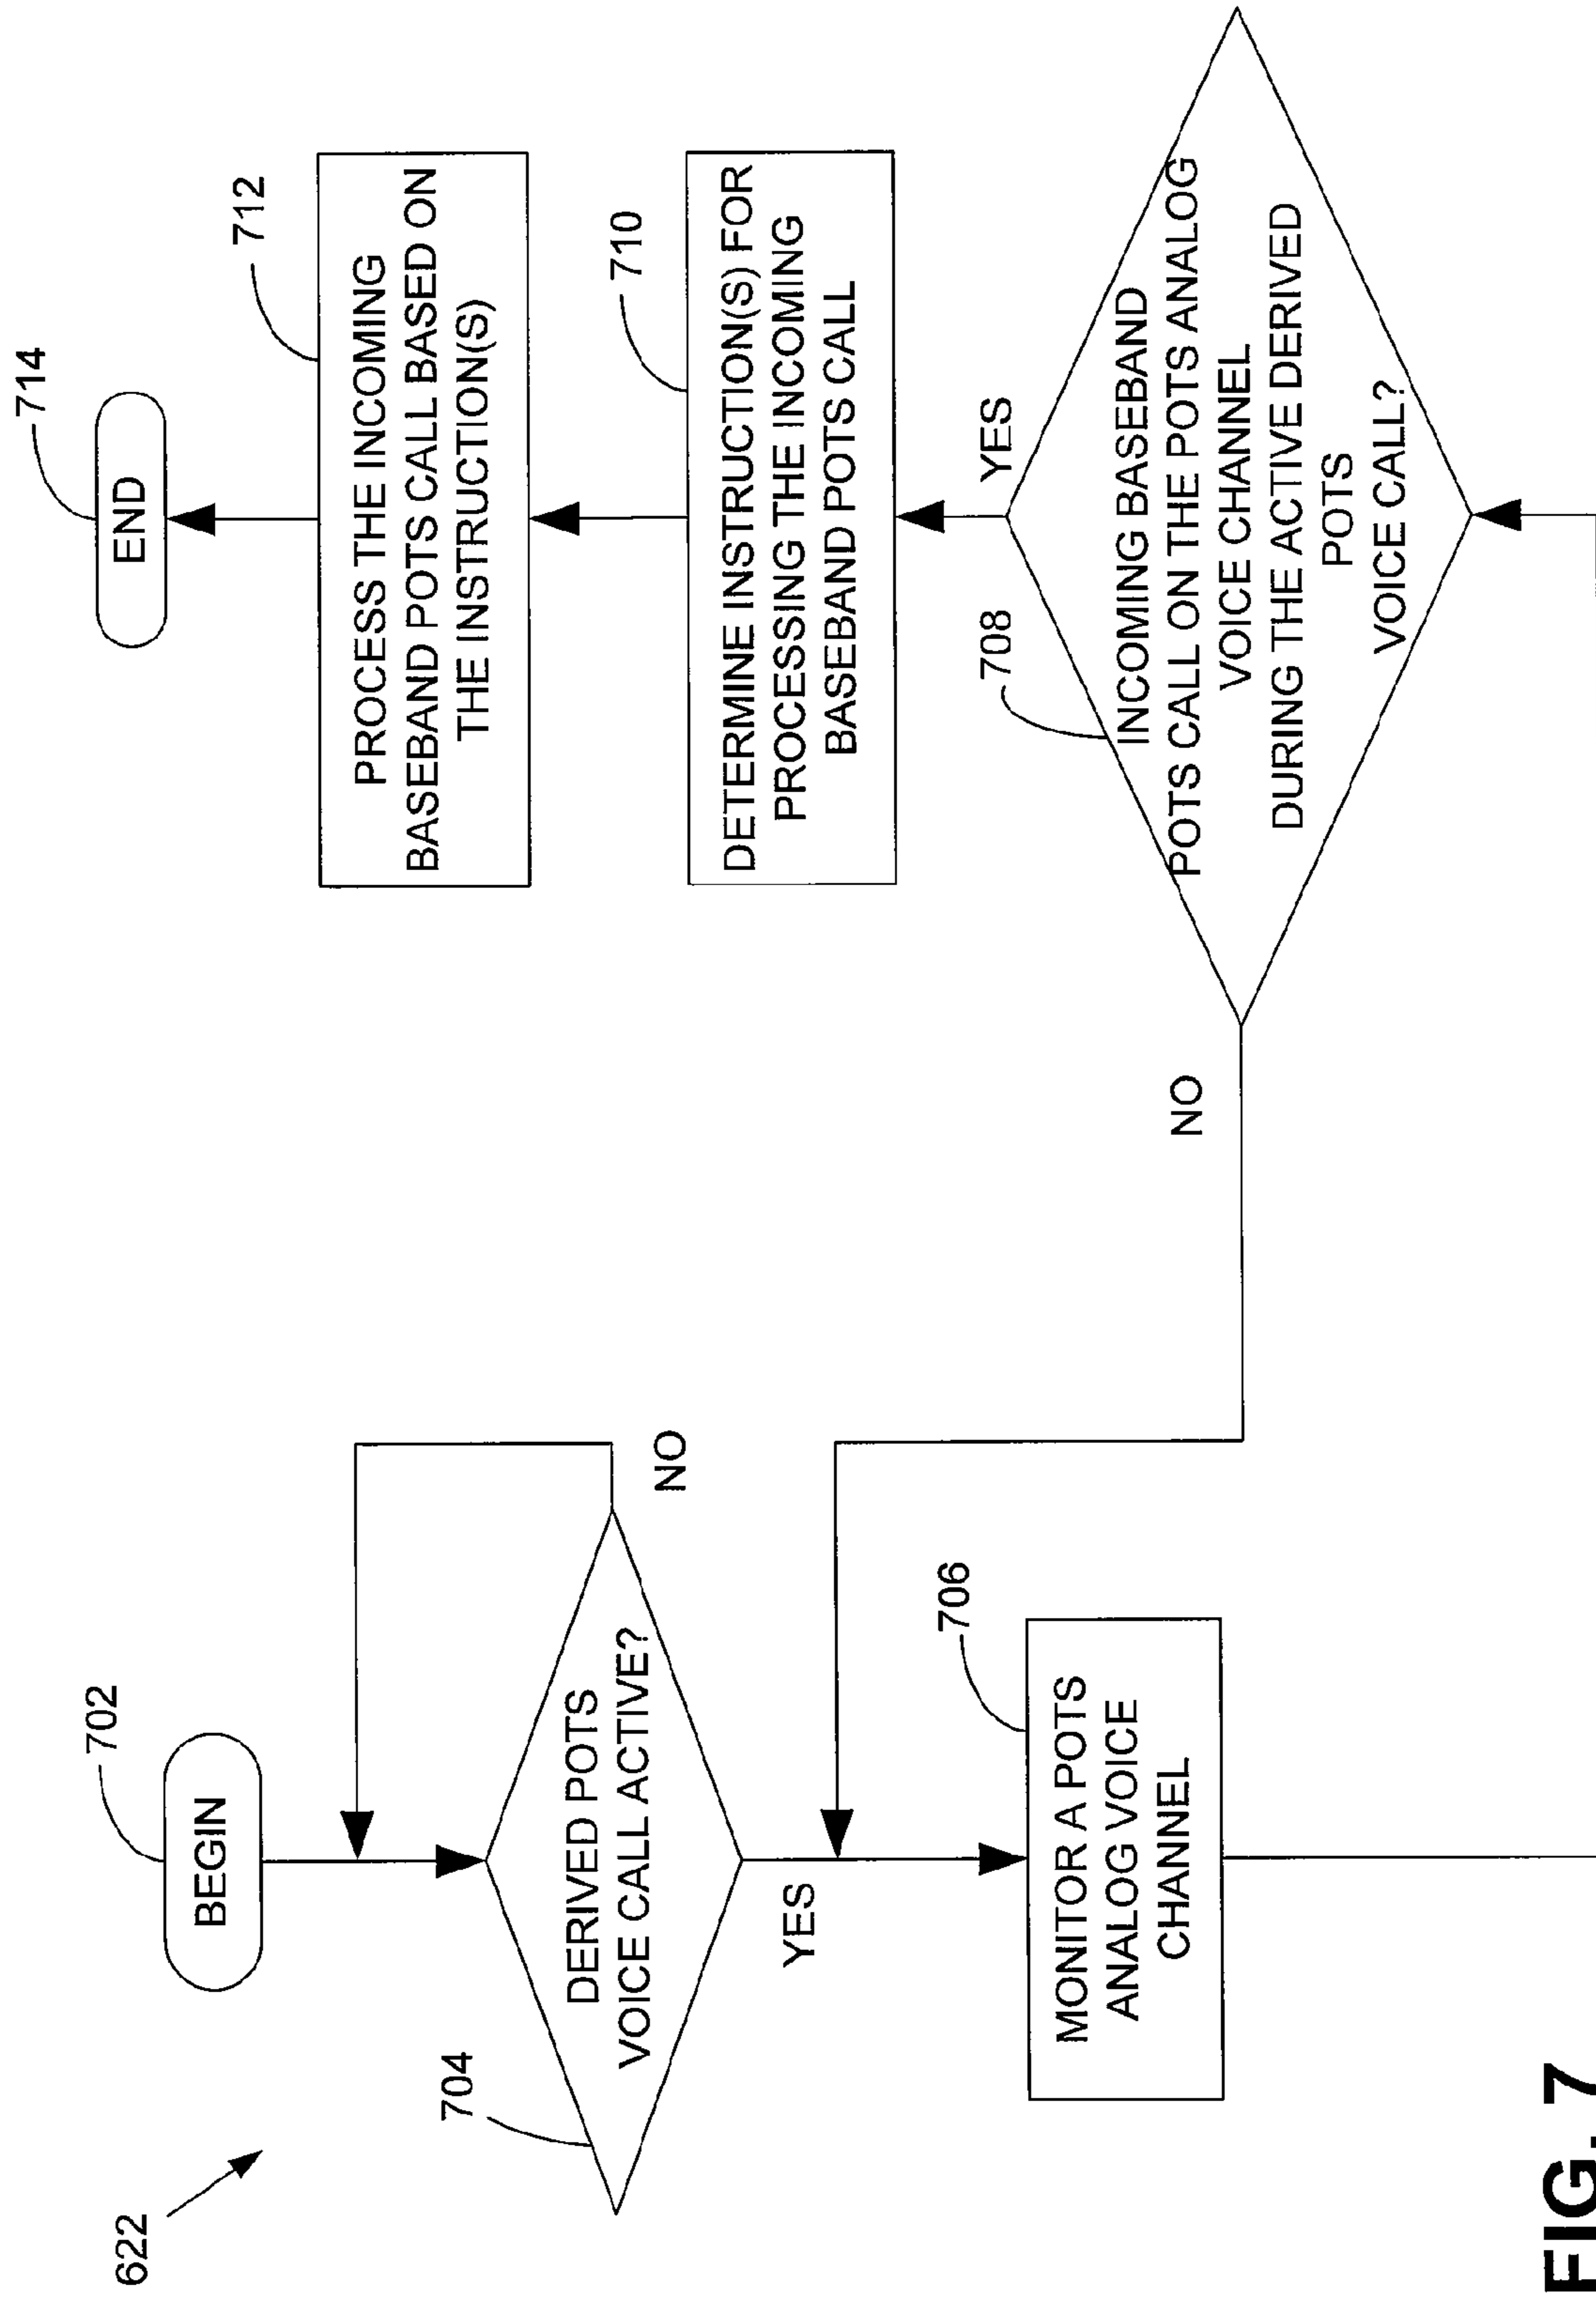 622
702
BEGIN
704
DERIVED POTS
VOICE CALL ACTIVE?
NO
YES
706
MONITOR A POTS
ANALOG VOICE
CHANNEL
708
INCOMING BASEBAND
POTS CALL ON THE POTS ANALOG
VOICE CHANNEL
DURING THE ACTIVE DERIVED
POTS
VOICE CALL?
NO
YES
710
DETERMINE INSTRUCTION(S) FOR
PROCESSING THE INCOMING
BASEBAND POTS CALL
712
PROCESS THE INCOMING
BASEBAND POTS CALL BASED ON
THE INSTRUCTION(S)
714
END
FIG. 7